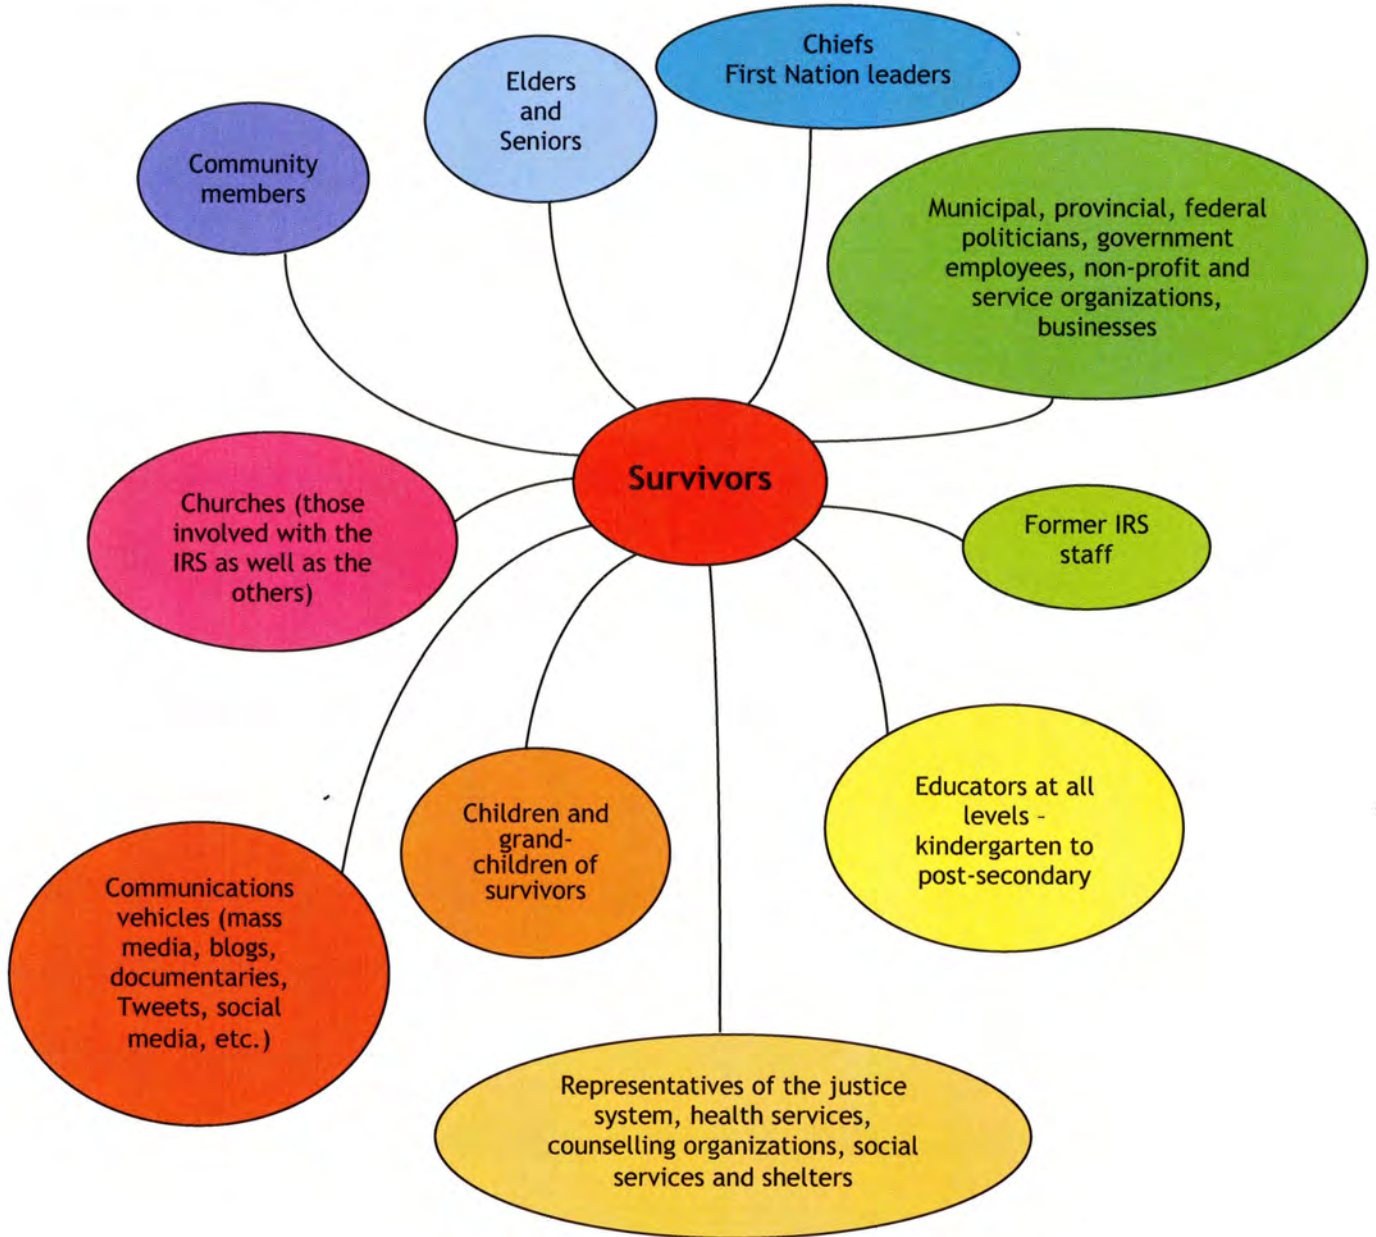 Chiefs
First Nation leaders
Elders
and
Seniors
Community
members
Municipal, provincial, federal
politicians, government
employees, non-profit and
service organizations,
businesses
Survivors
Churches (those
involved with the
IRS as well as the
others)
Former IRS
staff
Children and
grand-
children of
survivors
Educators at all
levels –
kindergarten to
post-secondary
Communications
vehicles (mass
media, blogs,
documentaries,
Tweets, social
media, etc.)
Representatives of the justice
system, health services,
counselling organizations, social
services and shelters